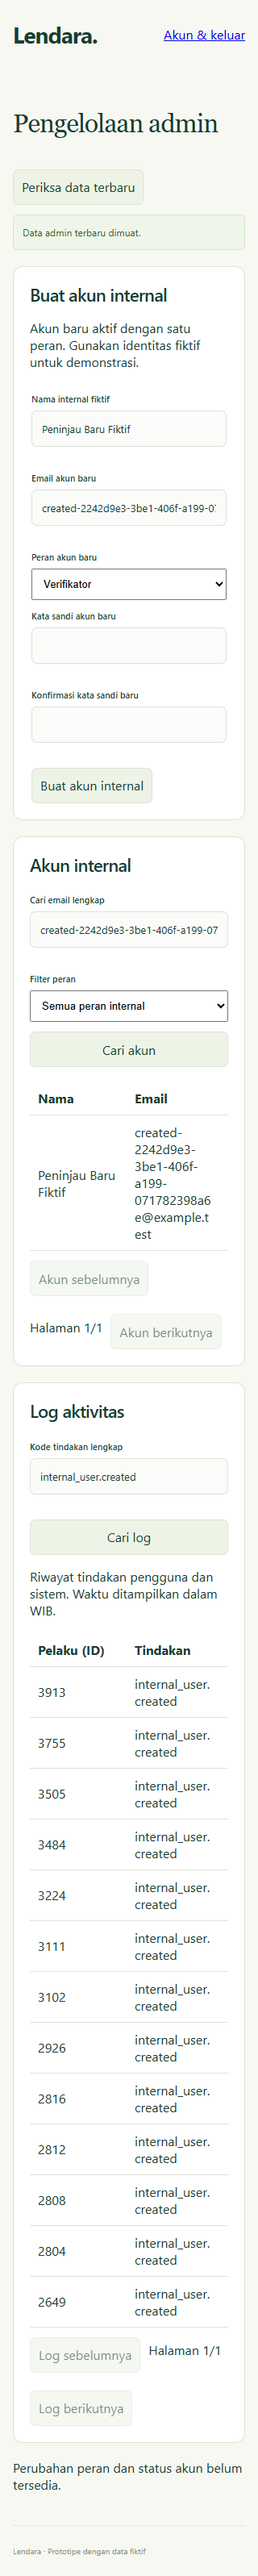 Lendara.
Akun & keluar
Pengelolaan admin
Periksa data terbaru
Data admin terbaru dimuat.
Buat akun internal
Akun baru aktif dengan satu
peran. Gunakan identitas fiktif
untuk demonstrasi.
Nama internal fiktif
Peninjau Baru Fiktif
Email akun baru
created-2242d9e3-3be1-406f-a199-07
Peran akun baru
Verifikator
Kata sandi akun baru
Konfirmasi kata sandi baru
Buat akun internal
Akun internal
Cari email lengkap
created-2242d9e3-3be1-406f-a199-07
Filter peran
Semua peran internal
Cari akun
Nama Email
Peninjau Baru
Fiktif
created-
2242d9e3-
3be1-406f-
a199-
071782398a6
e@example.t
est
Akun sebelumnya
Halaman 1/1 Akun berikutnya
Log aktivitas
Kode tindakan lengkap
internal_user.created
Cari log
Riwayat tindakan pengguna dan
sistem. Waktu ditampilkan dalam
WIB.
Pelaku (ID) Tindakan
3913 internal_user.
created
3755 internal_user.
created
3505 internal_user.
created
3484 internal_user.
created
3224 internal_user.
created
3111 internal_user.
created
3102 internal_user.
created
2926 internal_user.
created
2816 internal_user.
created
2812 internal_user.
created
2808 internal_user.
created
2804 internal_user.
created
2649 internal_user.
created
Log sebelumnya Halaman 1/1
Log berikutnya
Perubahan peran dan status akun belum
tersedia.
Lendara · Prototipe dengan data fiktif